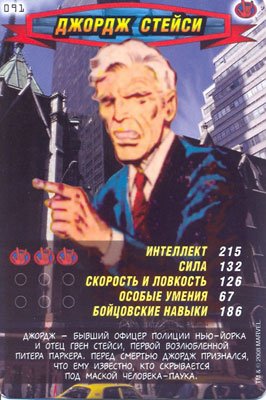 091
ДЖОРДЖ СТЕЙСИ
ИНТЕЛЛЕКТ 215
СИЛА 132
СКОРОСТЬ И ЛОВКОСТЬ 126
ОСОБЫЕ УМЕНИЯ 67
БОЙЦОВСКИЕ НАВЫКИ 186
ДЖОРДЖ – БЫВШИЙ ОФИЦЕР ПОЛИЦИИ НЬЮ-ЙОРКА
И ОТЕЦ ГВЕН СТЕЙСИ, ПЕРВОЙ ВОЗЛЮБЛЕННОЙ
ПИТЕРА ПАРКЕРА. ПЕРЕД СМЕРТЬЮ ДЖОРДЖ ПРИЗНАЛСЯ,
ЧТО ЕМУ ИЗВЕСТНО, КТО СКРЫВАЕТСЯ
ПОД МАСКОЙ ЧЕЛОВЕКА-ПАУКА.
TM & © 2008 MARVEL